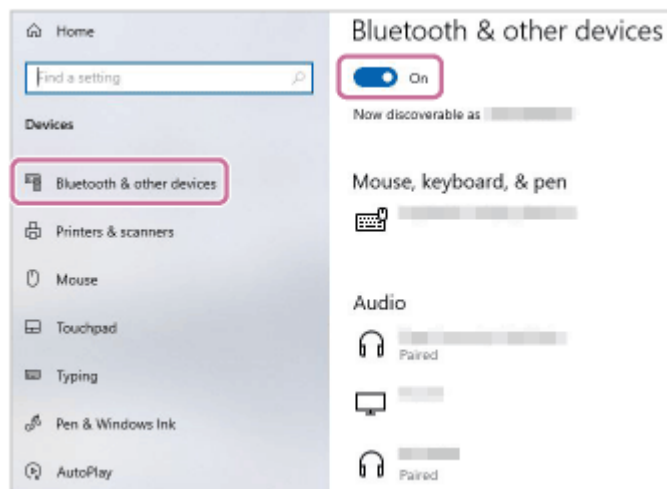 Home
Find a setting
Devices
Bluetooth & other devices
Printers & scanners
Mouse
Touchpad
Typing
Pen & Windows Ink
AutoPlay
Bluetooth & other devices
On
Now discoverable as
Mouse, keyboard, & pen
Audio
Paired
Paired